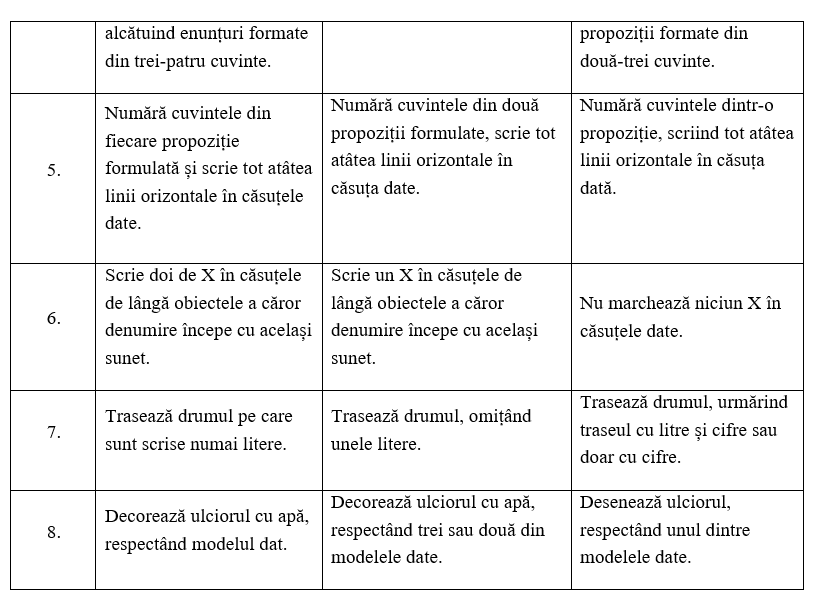 alcătuind enunțuri formate
din trei-patru cuvinte.
propoziții formate din
două-trei cuvinte.
5.
Numără cuvintele din
fiecare propoziție
formulată și scrie tot atâtea
linii orizontale în căsuțele
date.
Numără cuvintele din două
propoziții formulate, scrie tot
atâtea linii orizontale în
căsuța date.
Numără cuvintele dintr-o
propoziție, scriind tot atâtea
linii orizontale în căsuța
dată.
6.
Scrie doi de X în căsuțele
de lângă obiectele a căror
denumire începe cu același
sunet.
Scrie un X în căsuțele de
lângă obiectele a căror
denumire începe cu același
sunet.
Nu marchează niciun X în
căsuțele date.
7.
Trasează drumul pe care
sunt scrise numai litere.
Trasează drumul, omițând
unele litere.
Trasează drumul, urmărind
traseul cu litre și cifre sau
doar cu cifre.
8.
Decorează ulciorul cu apă,
respectând modelul dat.
Decorează ulciorul cu apă,
respectând trei sau două din
modelele date.
Desenează ulciorul,
respectând unul dintre
modelele date.